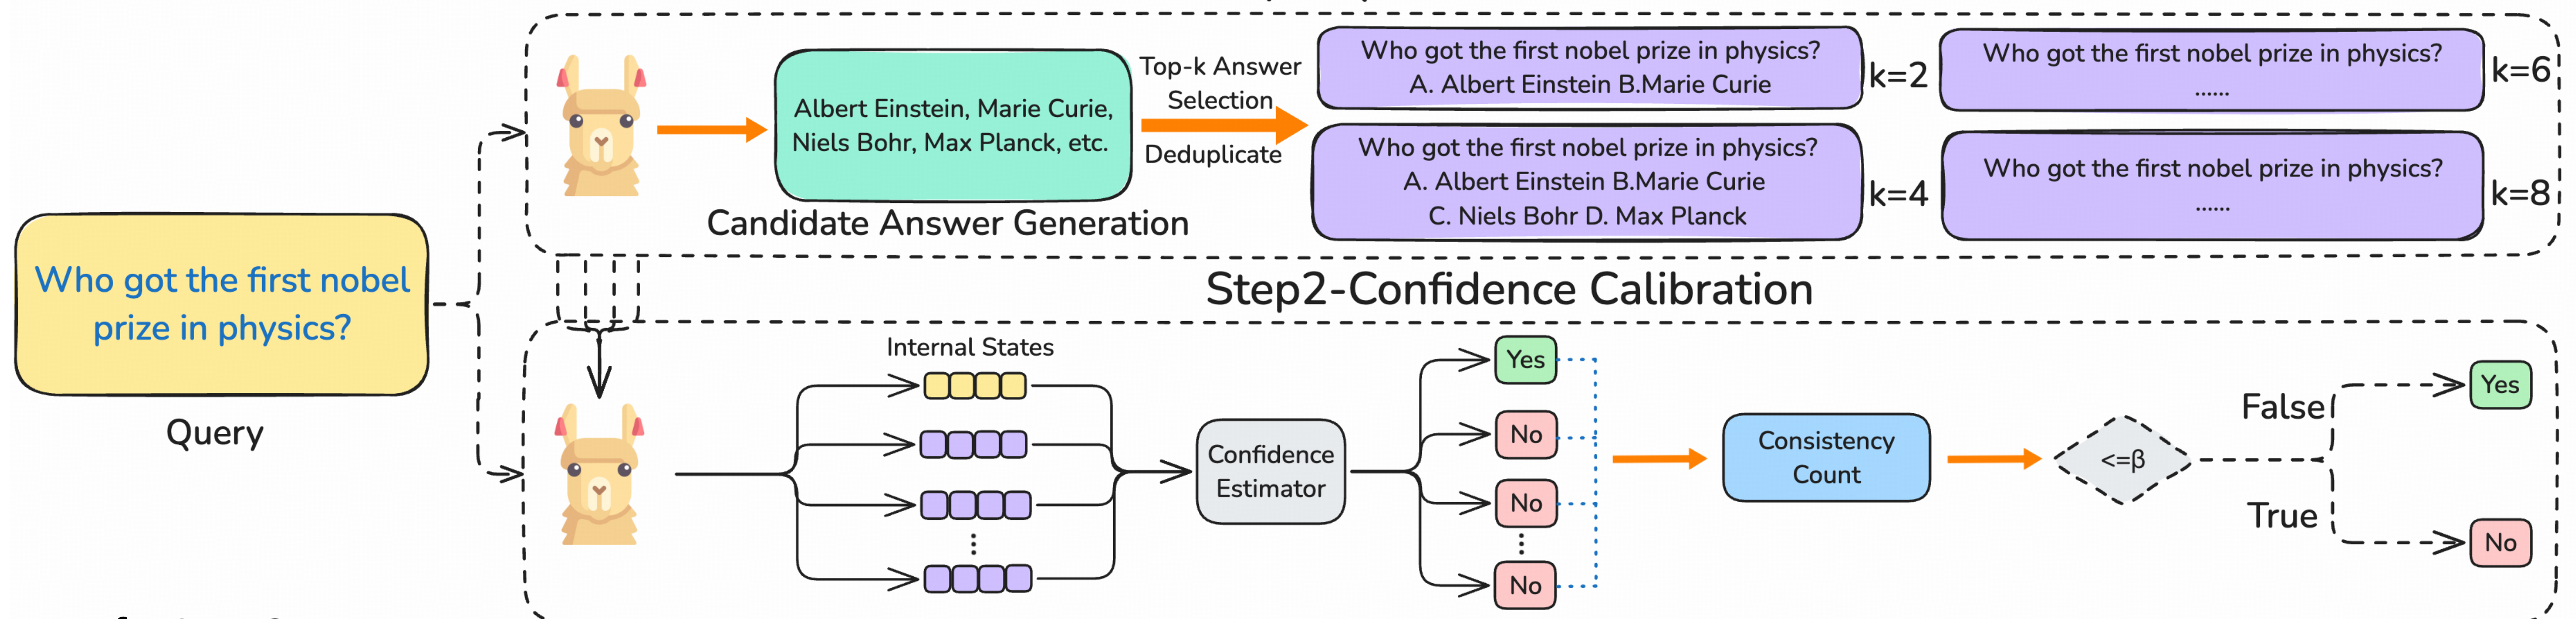 Who got the first nobel
prize in physics?
Query
Albert Einstein, Marie Curie,
Niels Bohr, Max Planck, etc.
Candidate Answer Generation
Top-k Answer
Selection
Deduplicate
Who got the first nobel prize in physics?
A. Albert Einstein B.Marie Curie
k=2
Who got the first nobel prize in physics?
......
k=6
Who got the first nobel prize in physics?
A. Albert Einstein B.Marie Curie
C. Niels Bohr D. Max Planck
k=4
Who got the first nobel prize in physics?
......
k=8
Step2-Confidence Calibration
Internal States
Confidence
Estimator
Yes
No
No
No
Consistency
Count
<=β
False
True
Yes
No